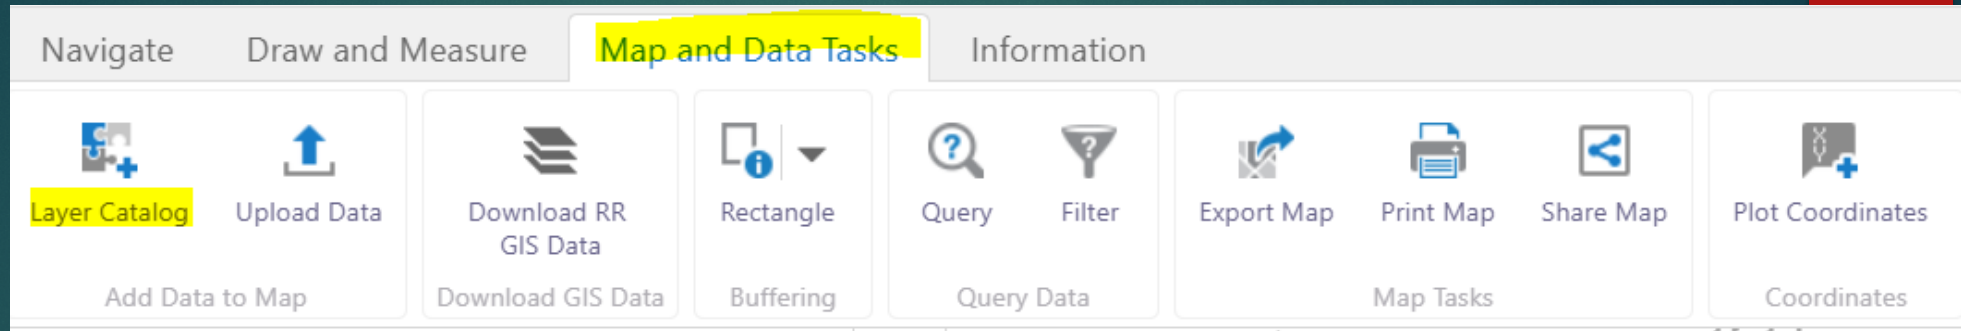 Navigate Draw and Measure Map and Data Tasks Information
Layer Catalog Upload Data Download RR GIS Data Rectangle Query Filter Export Map Print Map Share Map Plot Coordinates
Add Data to Map Download GIS Data Buffering Query Data Map Tasks Coordinates